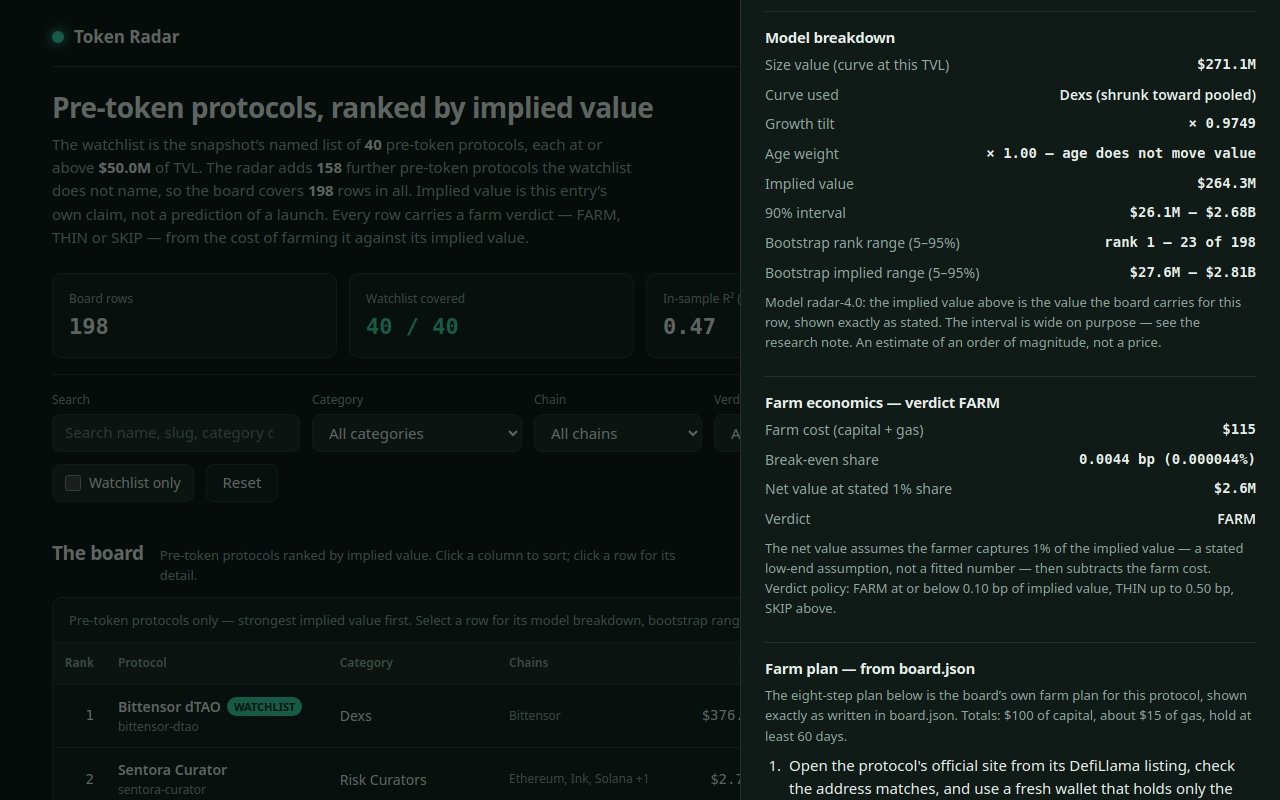 Token Radar
Pre-token protocols, ranked by implied value
The watchlist is the snapshot's named list of 40 pre-token protocols, each at or
above $50.0M of TVL. The radar adds 158 further pre-token protocols the watchlist
does not name, so the board covers 198 rows in all. Implied value is this entry's
own claim, not a prediction of a launch. Every row carries a farm verdict — FARM,
THIN or SKIP — from the cost of farming it against its implied value.
Board rows
198
Watchlist covered
40 / 40
In-sample R² (
0.47
Search
Search name, slug, category c
Category
All categories
Chain
All chains
Verd
A
Watchlist only
Reset
The board
Pre-token protocols ranked by implied value. Click a column to sort; click a row for its
detail.
Pre-token protocols only — strongest implied value first. Select a row for its model breakdown, bootstrap rang
Rank Protocol Category Chains
1 Bittensor dTAO WATCHLIST Dexs Bittensor $376.
bittensor-dtao
2 Sentora Curator Risk Curators Ethereum, Ink, Solana +1 $2.7
sentora-curator
Model breakdown
Size value (curve at this TVL) $271.1M
Curve used Dexs (shrunk toward pooled)
Growth tilt × 0.9749
Age weight × 1.00 — age does not move value
Implied value $264.3M
90% interval $26.1M — $2.68B
Bootstrap rank range (5–95%) rank 1 — 23 of 198
Bootstrap implied range (5–95%) $27.6M — $2.81B
Model radar-4.0: the implied value above is the value the board carries for this
row, shown exactly as stated. The interval is wide on purpose — see the
research note. An estimate of an order of magnitude, not a price.
Farm economics — verdict FARM
Farm cost (capital + gas) $115
Break-even share 0.0044 bp (0.000044%)
Net value at stated 1% share $2.6M
Verdict FARM
The net value assumes the farmer captures 1% of the implied value — a stated
low-end assumption, not a fitted number — then subtracts the farm cost.
Verdict policy: FARM at or below 0.10 bp of implied value, THIN up to 0.50 bp,
SKIP above.
Farm plan — from board.json
The eight-step plan below is the board's own farm plan for this protocol, shown
exactly as written in board.json. Totals: $100 of capital, about $15 of gas, hold at
least 60 days.
1. Open the protocol's official site from its DefiLlama listing, check
the address matches, and use a fresh wallet that holds only the